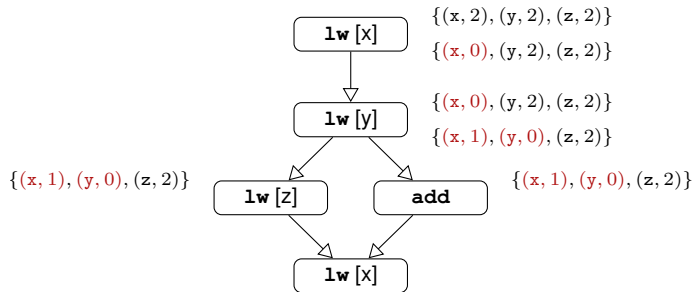 {(x, 2), (y, 2), (z, 2)}
lw [x]
{(x, 0), (y, 2), (z, 2)}
{(x, 0), (y, 2), (z, 2)}
lw [y]
{(x, 1), (y, 0), (z, 2)}
{(x, 1), (y, 0), (z, 2)}
lw [z]
add
{(x, 1), (y, 0), (z, 2)}
lw [x]